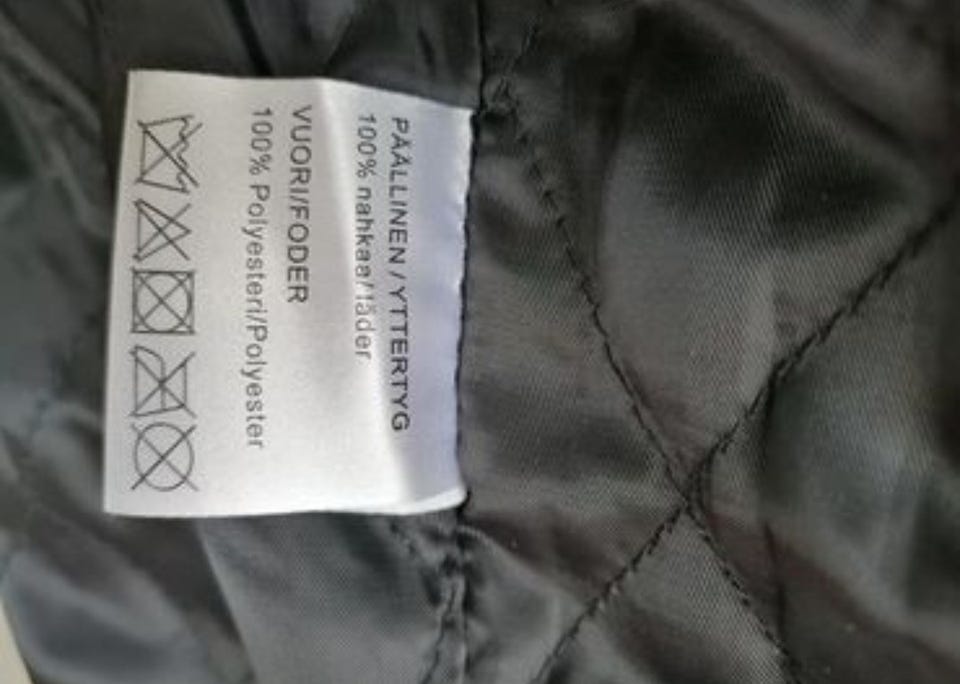 PÄÄLLINEN / YTTERTYG
100% nahkaa/läder
VUORI/FODER
100% Polyesteri/Polyester